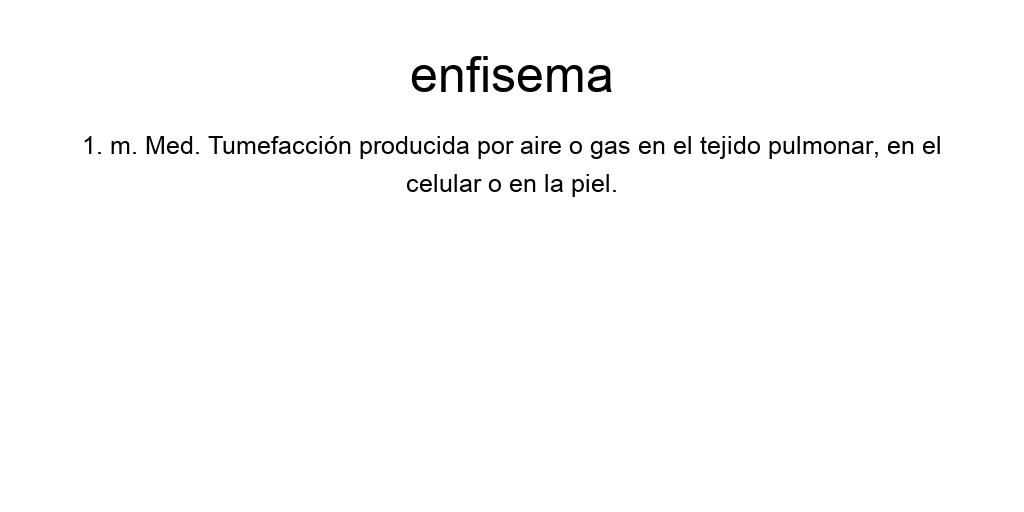 enfisema
1. m. Med. Tumefacción producida por aire o gas en el tejido pulmonar, en el
celular o en la piel.